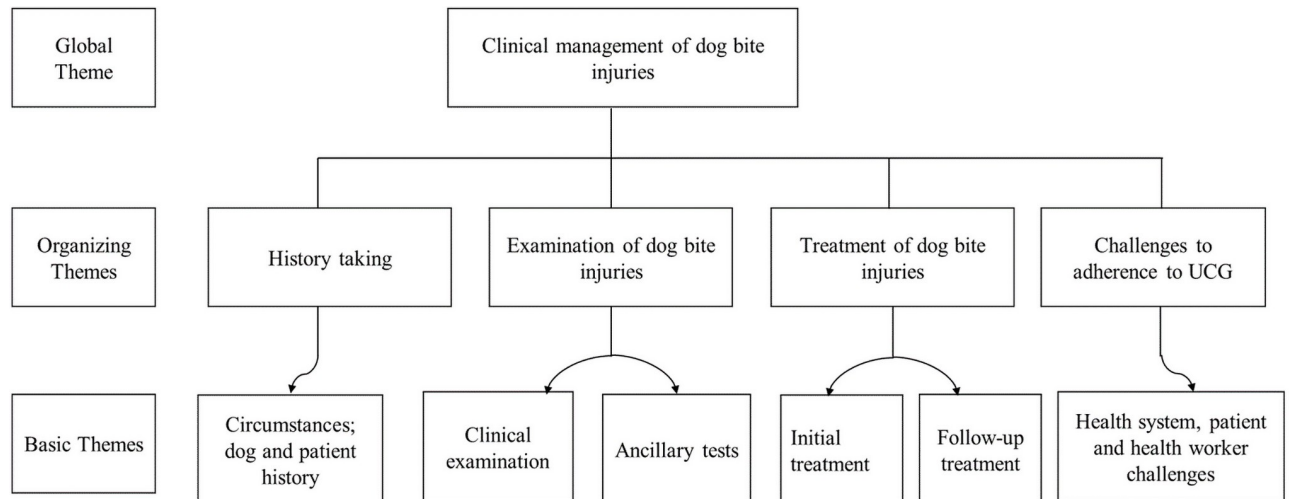 Global
Theme
Clinical management of dog bite
injuries
Organizing
Themes
History taking
Examination of dog bite
injuries
Treatment of dog bite
injuries
Challenges to
adherence to UCG
Basic Themes
Circumstances;
dog and patient
history
Clinical
examination
Ancillary tests
Initial
treatment
Follow-up
treatment
Health system, patient
and health worker
challenges